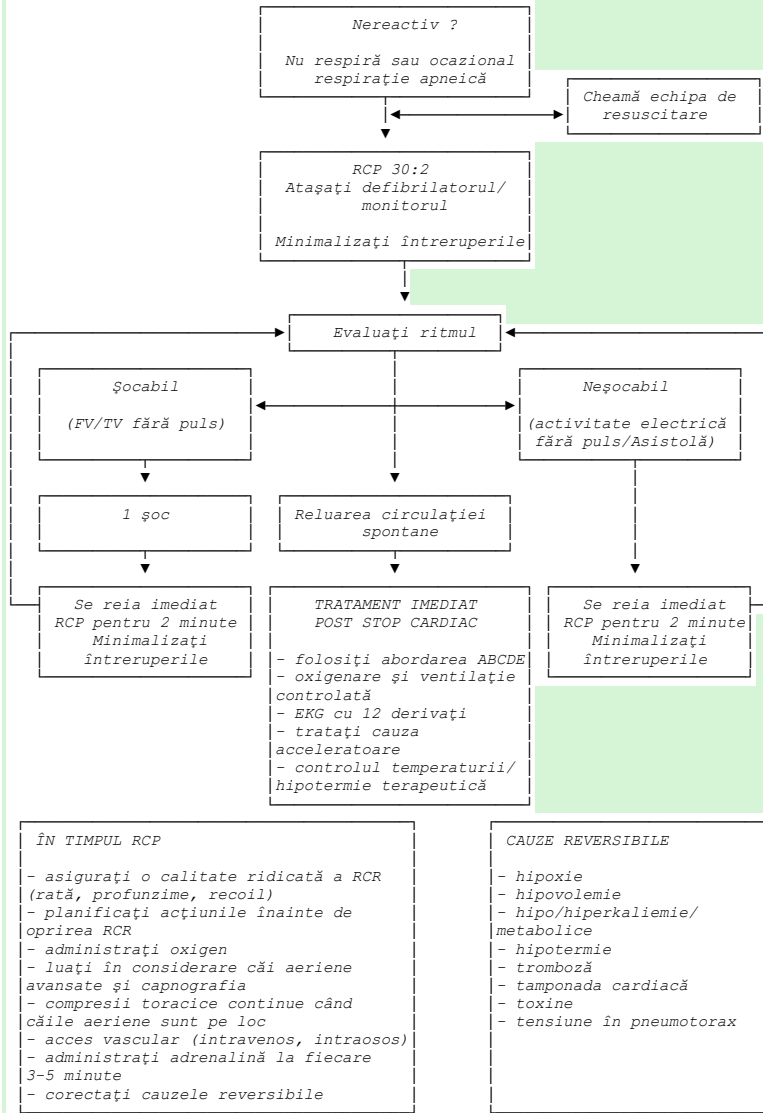 Nereactiv ?
Nu respiră sau ocazional
respiraţie apneică
Cheamă echipa de
resuscitare
RCP 30:2
Ataşaţi defibrilatorul/
monitorul
Minimalizaţi întreruperile
Evaluaţi ritmul
Şocabil
(FV/TV fără puls)
Neşocabil
(activitate electrică
fără puls/Asistolă)
1 şoc
Reluarea circulaţiei
spontane
Se reia imediat
RCP pentru 2 minute
Minimalizaţi
întreruperile
TRATAMENT IMEDIAT
POST STOP CARDIAC
- folosiţi abordarea ABCDE
- oxigenare şi ventilaţie
controlată
- EKG cu 12 derivaţi
- trataţi cauza
acceleratoare
- controlul temperaturii/
hipotermie terapeutică
Se reia imediat
RCP pentru 2 minute
Minimalizaţi
întreruperile
ÎN TIMPUL RCP
- asiguraţi o calitate ridicată a RCR
(rată, profunzime, recoil)
- planificaţi acţiunile înainte de
oprirea RCR
- administraţi oxigen
- luaţi în considerare căi aeriene
avansate şi capnografia
- compresii toracice continue când
căile aeriene sunt pe loc
- acces vascular (intravenos, intraosos)
- administraţi adrenalină la fiecare
3-5 minute
- corectaţi cauzele reversibile
CAUZE REVERSIBILE
- hipoxie
- hipovolemie
- hipo/hiperkaliemie/
metabolice
- hipotermie
- tromboză
- tamponada cardiacă
- toxine
- tensiune în pneumotorax